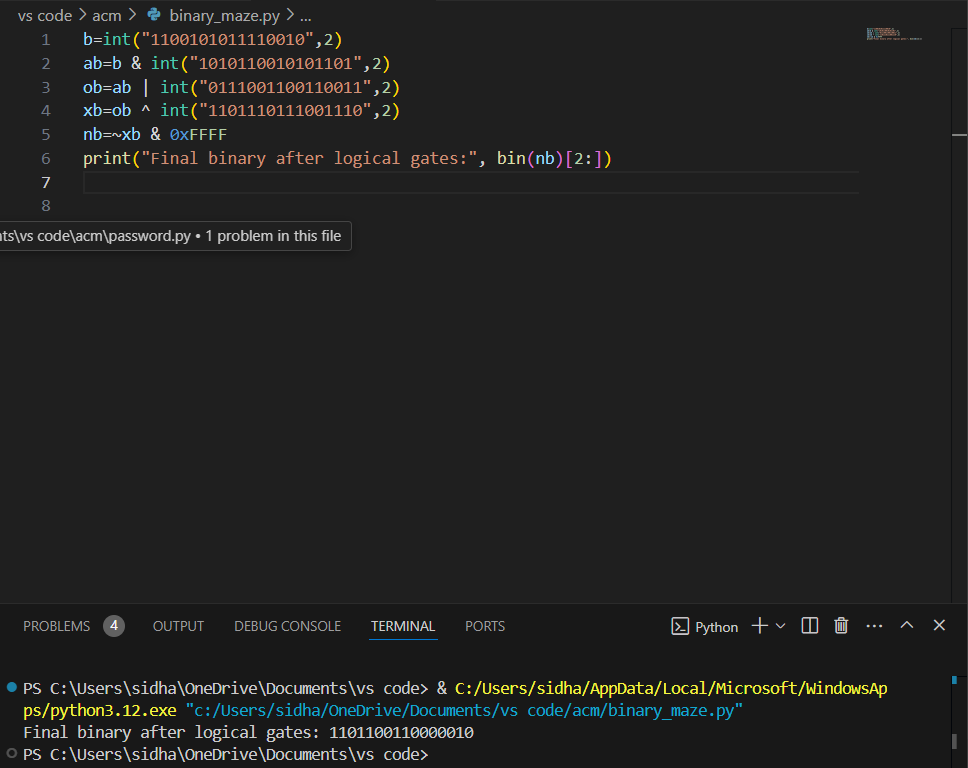 vs code > acm > binary_maze.py > ...
1 b=int("1100101011110010",2)
2 ab=b & int("1010110010101101",2)
3 ob=ab | int("0111001100110011",2)
4 xb=ob ^ int("1101110111001110",2)
5 nb=~xb & 0xFFFF
6 print("Final binary after logical gates:", bin(nb)[2:])
7
8
nts\vs code\acm\password.py • 1 problem in this file
PROBLEMS 4 OUTPUT DEBUG CONSOLE TERMINAL PORTS Python
PS C:\Users\sidha\OneDrive\Documents\vs code> & C:/Users/sidha/AppData/Local/Microsoft/WindowsAp
ps/python3.12.exe "c:/Users/sidha/OneDrive/Documents/vs code/acm/binary_maze.py"
Final binary after logical gates: 1101100110000010
PS C:\Users\sidha\OneDrive\Documents\vs code>